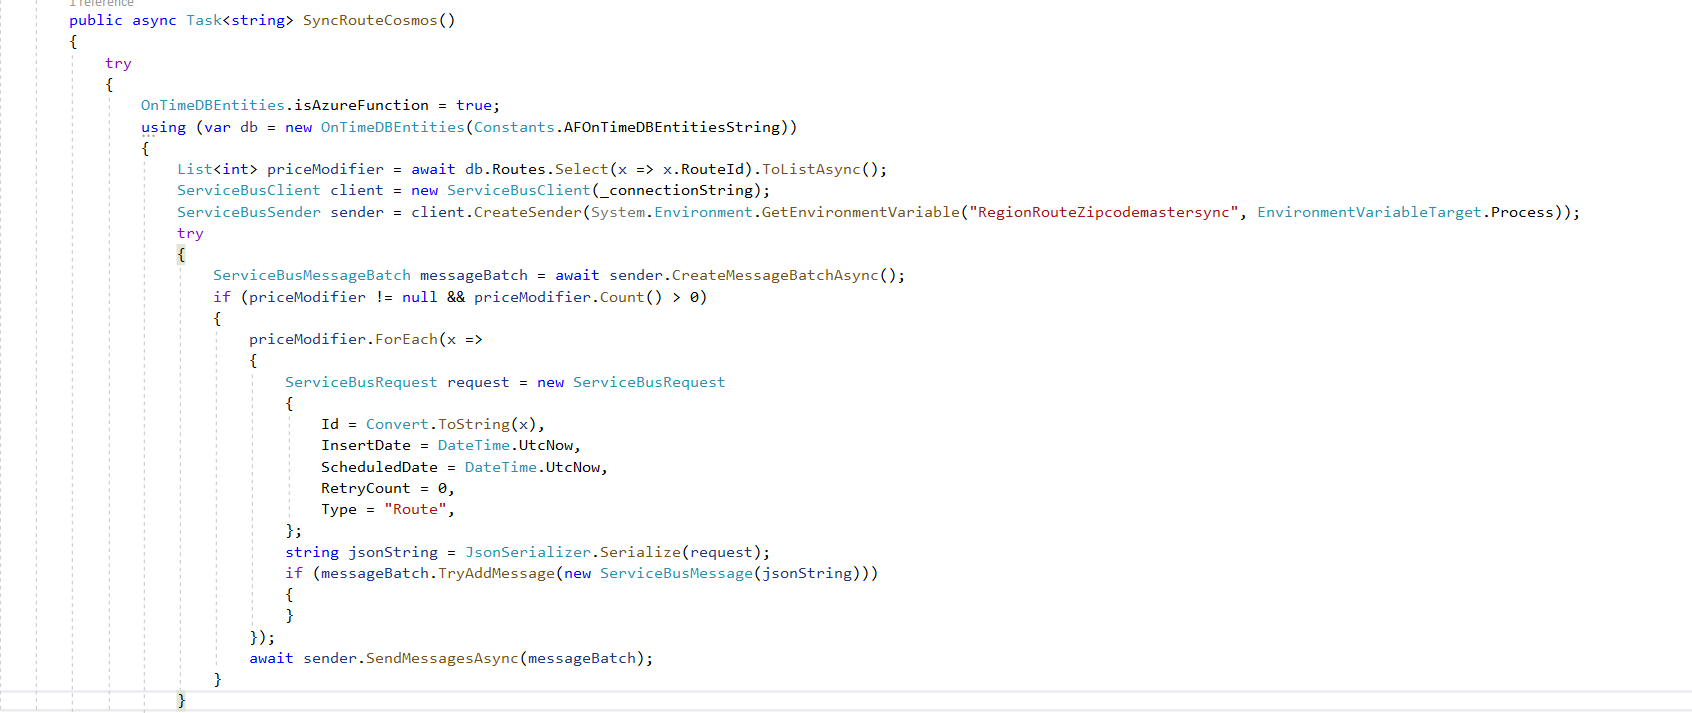 1 reference
public async Task<string> SyncRouteCosmos()
{
try
{
OnTimeDBEntities.isAzureFunction = true;
using (var db = new OnTimeDBEntities(Constants.AFOnTimeDBEntitiesString))
{
List<int> priceModifier = await db.Routes.Select(x => x.RouteId).ToListAsync();
ServiceBusClient client = new ServiceBusClient(_connectionString);
ServiceBusSender sender = client.CreateSender(System.Environment.GetEnvironmentVariable("RegionRouteZipcodemastersync", EnvironmentVariableTarget.Process));
try
{
ServiceBusMessageBatch messageBatch = await sender.CreateMessageBatchAsync();
if (priceModifier != null && priceModifier.Count() > 0)
{
priceModifier.ForEach(x =>
{
ServiceBusRequest request = new ServiceBusRequest
{
Id = Convert.ToString(x),
InsertDate = DateTime.UtcNow,
ScheduledDate = DateTime.UtcNow,
RetryCount = 0,
Type = "Route",
};
string jsonString = JsonSerializer.Serialize(request);
if (messageBatch.TryAddMessage(new ServiceBusMessage(jsonString)))
{
}
});
await sender.SendMessagesAsync(messageBatch);
}
}